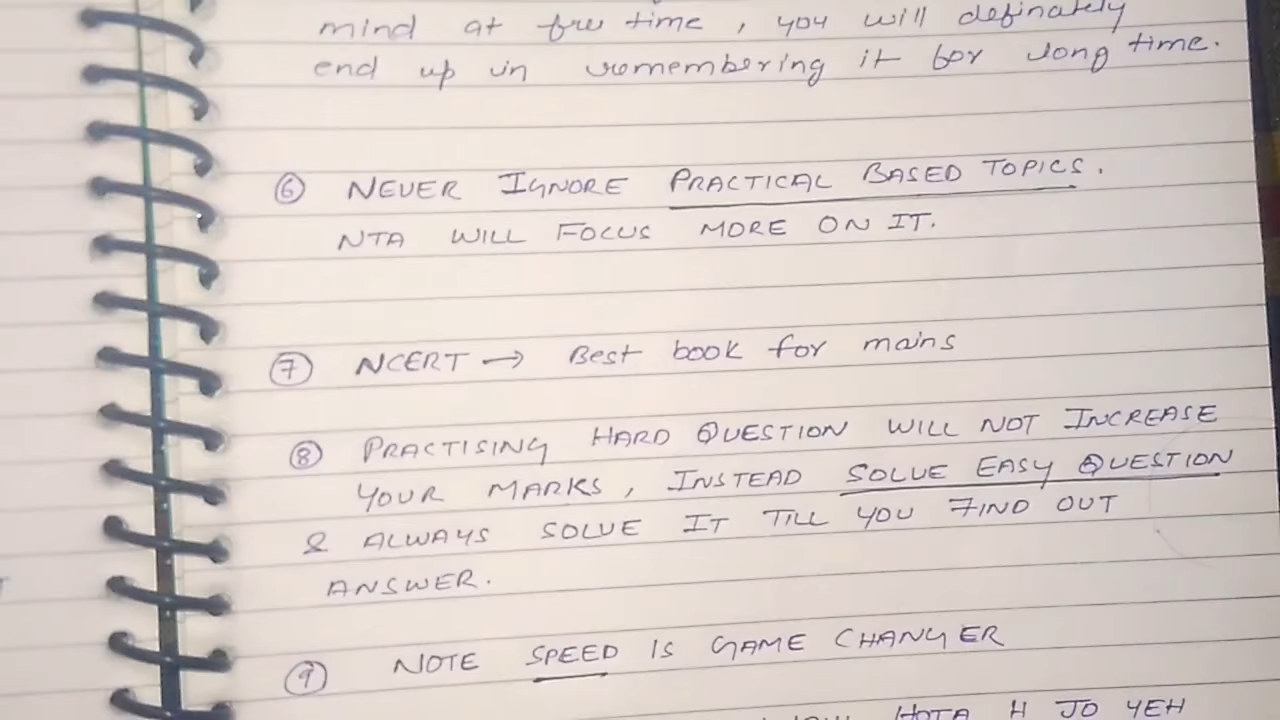 mind at free time, you will definately
end up in remembering it for long time.
⑥ NEVER IGNORE PRACTICAL BASED TOPICS.
NTA WILL FOCUS MORE ON IT.
⑦ NCERT → Best book for mains
⑧ PRACTISING HARD QUESTION WILL NOT INCREASE
YOUR MARKS, INSTEAD SOLVE EASY QUESTION
& ALWAYS SOLVE IT TILL YOU FIND OUT
ANSWER.
⑨ NOTE SPEED IS GAME CHANGER
HOTA H JO YEH